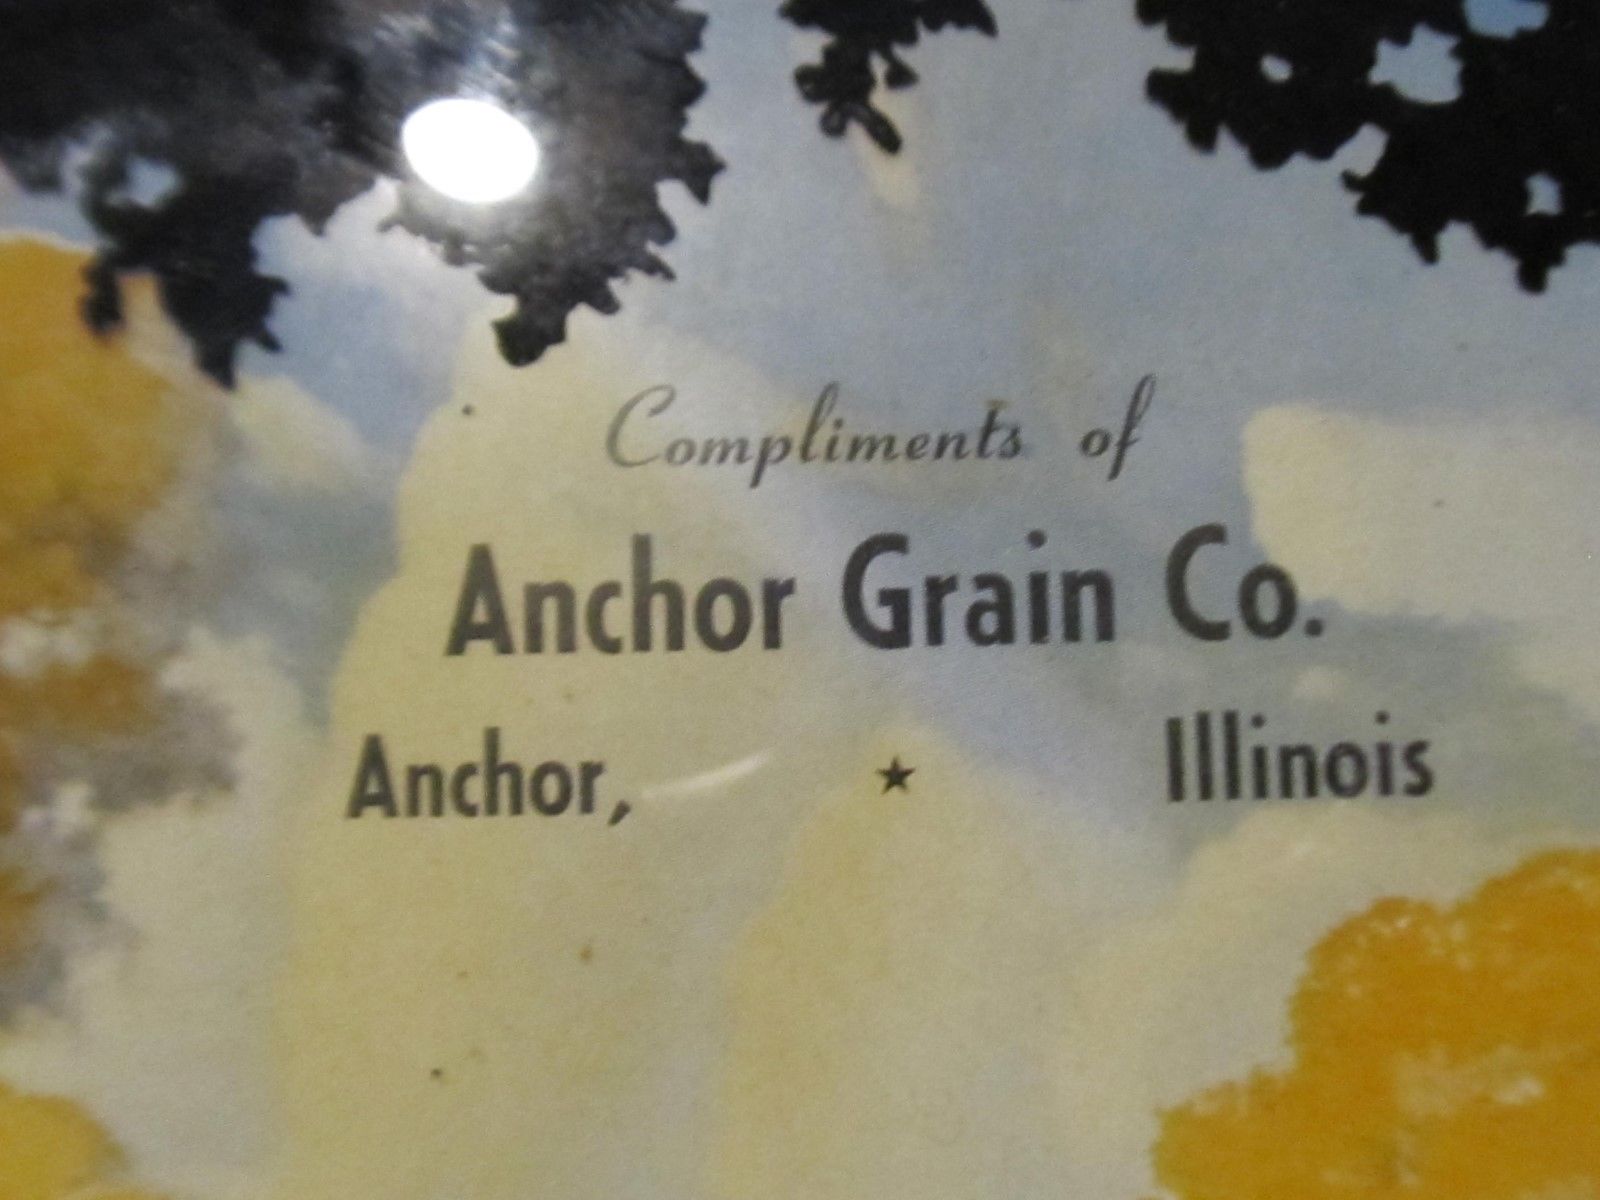 Compliments of
Anchor Grain Co.
Anchor, ★ Illinois